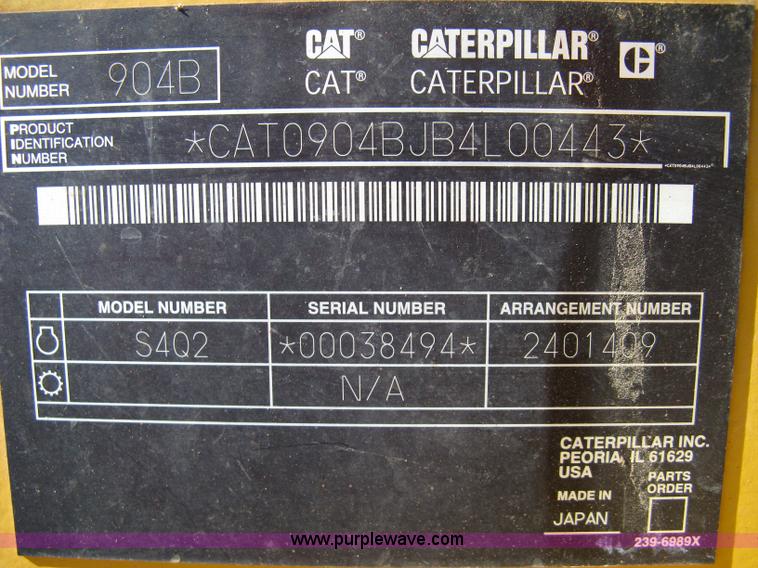 CAT® CATERPILLAR® C®
CAT® CATERPILLAR®
MODEL NUMBER 904B
PRODUCT IDENTIFICATION NUMBER *CAT0904BJB4L00443*
*CAT0904BJB4L00443*
MODEL NUMBER SERIAL NUMBER ARRANGEMENT NUMBER
S4Q2 *00038494* 2401409
N/A
CATERPILLAR INC.
PEORIA, IL 61629
USA
PARTS ORDER
MADE IN
JAPAN
239-6989X
www.purplewave.com